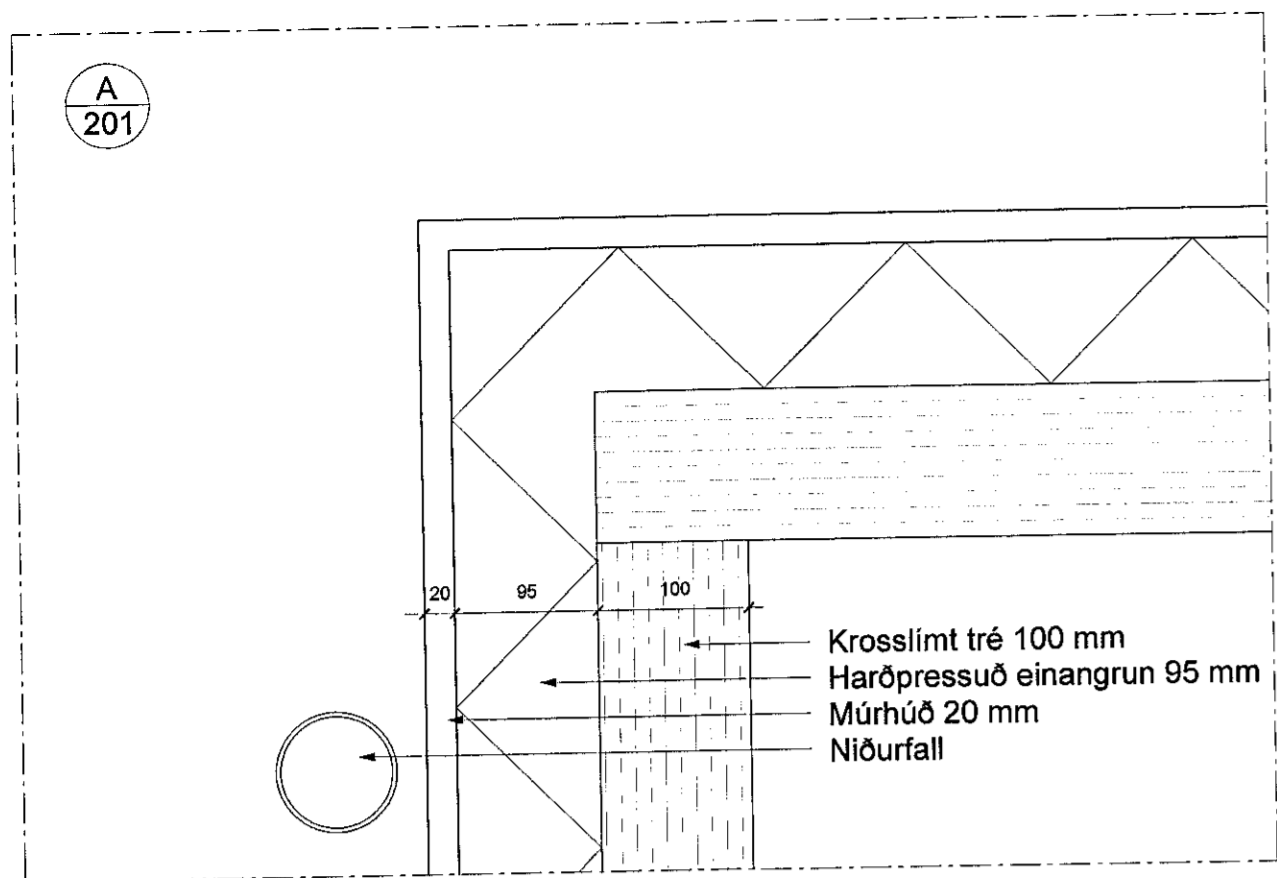 A
201
20
95
100
Krosslímt tré 100 mm
Harðpressuð einangrun 95 mm
Múrhúð 20 mm
Niðurfall